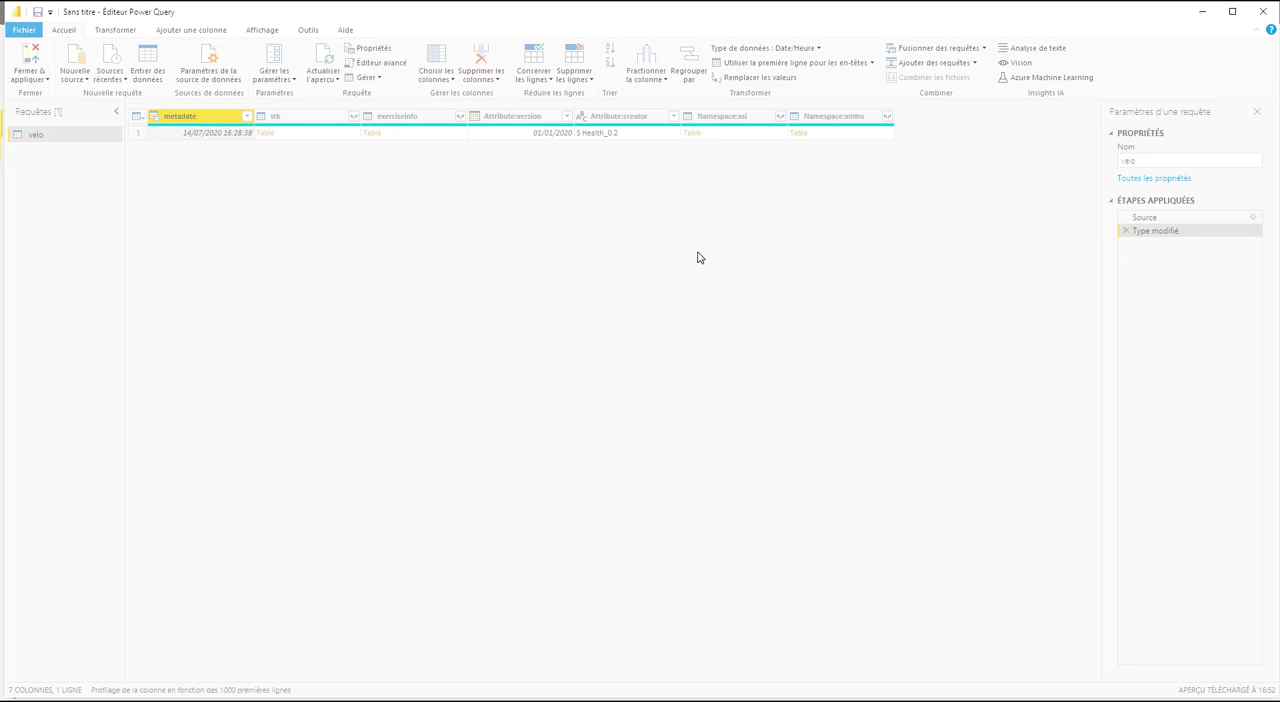 Sans titre - Éditeur Power Query
Fichier Accueil Transformer Ajouter une colonne Affichage Outils Aide
Fermer & appliquer
Fermer
Nouvelle source
Sources récentes
Entrer des données
Nouvelle requête
Paramètres de la source de données
Sources de données
Gérer les paramètres
Paramètres
Actualiser l'aperçu
Propriétés
Éditeur avancé
Gérer
Requête
Choisir les colonnes
Supprimer les colonnes
Gérer les colonnes
Conserver les lignes
Supprimer les lignes
Réduire les lignes
Trier
Fractionner la colonne
Regrouper par
Type de données : Date/Heure
Utiliser la première ligne pour les en-têtes
Remplacer les valeurs
Transformer
Fusionner des requêtes
Ajouter des requêtes
Combiner les fichiers
Combiner
Analyse de texte
Vision
Azure Machine Learning
Insights IA
Requêtes [1]
velo
metadate trk exerciseinfo Attribute:version Attribute:creator Namespace:xsi Namespace:xmlns
1 14/07/2020 16:28:38 Table Table 01/01/2020 S Health_0.2 Table Table
Paramètres d'une requête
PROPRIÉTÉS
Nom
velo
Toutes les propriétés
ÉTAPES APPLIQUÉES
Source
Type modifié
7 COLONNES, 1 LIGNE Profilage de la colonne en fonction des 1000 premières lignes
APERÇU TÉLÉCHARGÉ À 16:52